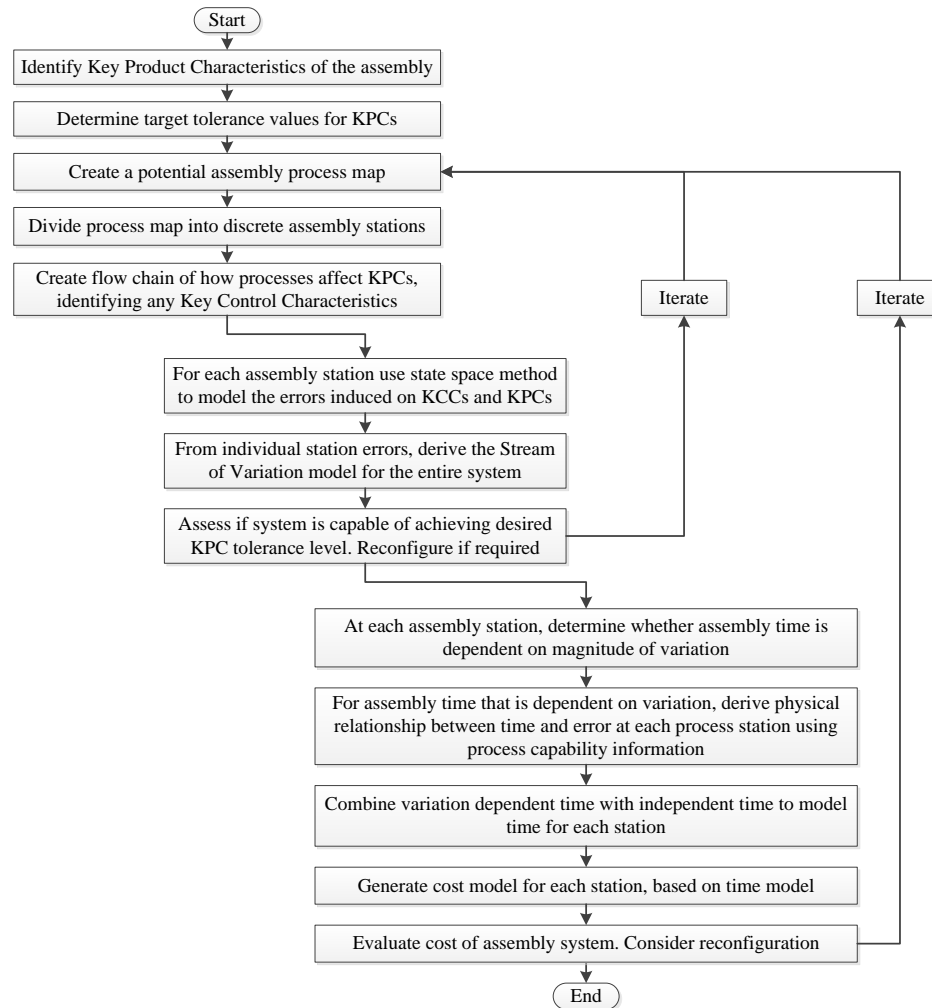 Start
Identify Key Product Characteristics of the assembly
Determine target tolerance values for KPCs
Create a potential assembly process map
Divide process map into discrete assembly stations
Create flow chain of how processes affect KPCs,
identifying any Key Control Characteristics
Iterate
Iterate
For each assembly station use state space method
to model the errors induced on KCCs and KPCs
From individual station errors, derive the Stream
of Variation model for the entire system
Assess if system is capable of achieving desired
KPC tolerance level. Reconfigure if required
At each assembly station, determine whether assembly time is
dependent on magnitude of variation
For assembly time that is dependent on variation, derive physical
relationship between time and error at each process station using
process capability information
Combine variation dependent time with independent time to model
time for each station
Generate cost model for each station, based on time model
Evaluate cost of assembly system. Consider reconfiguration
End